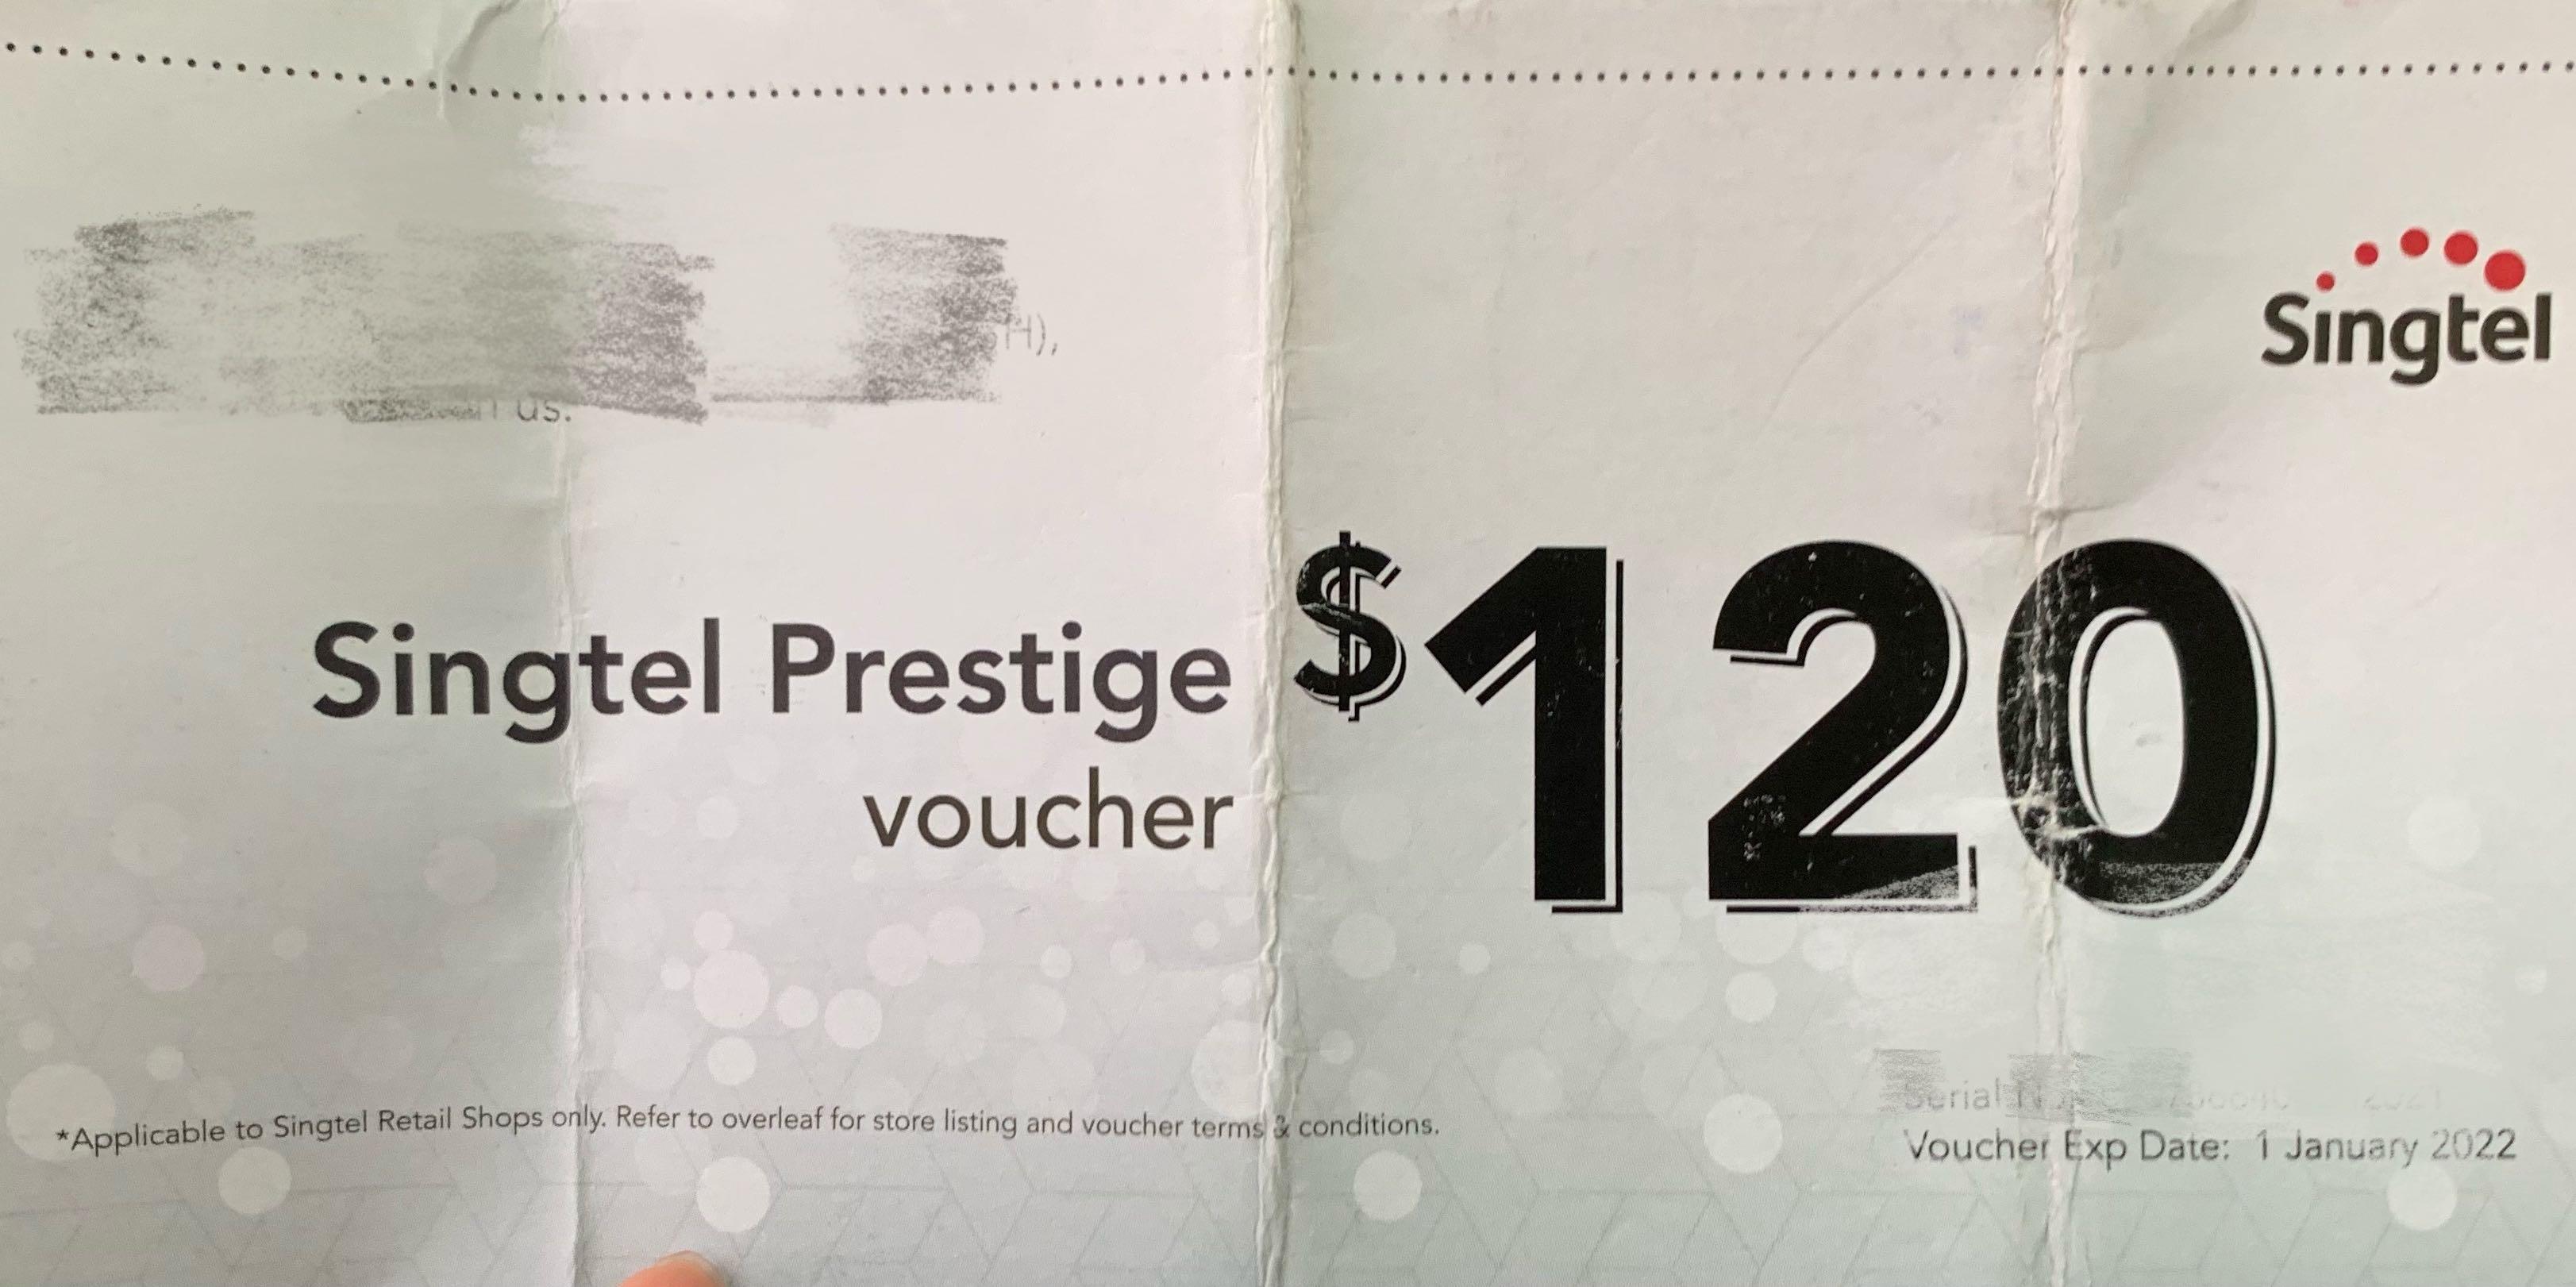 us.
Singtel
Singtel Prestige $120
voucher
*Applicable to Singtel Retail Shops only. Refer to overleaf for store listing and voucher terms & conditions.
Serial
Voucher Exp Date: 1 January 2022